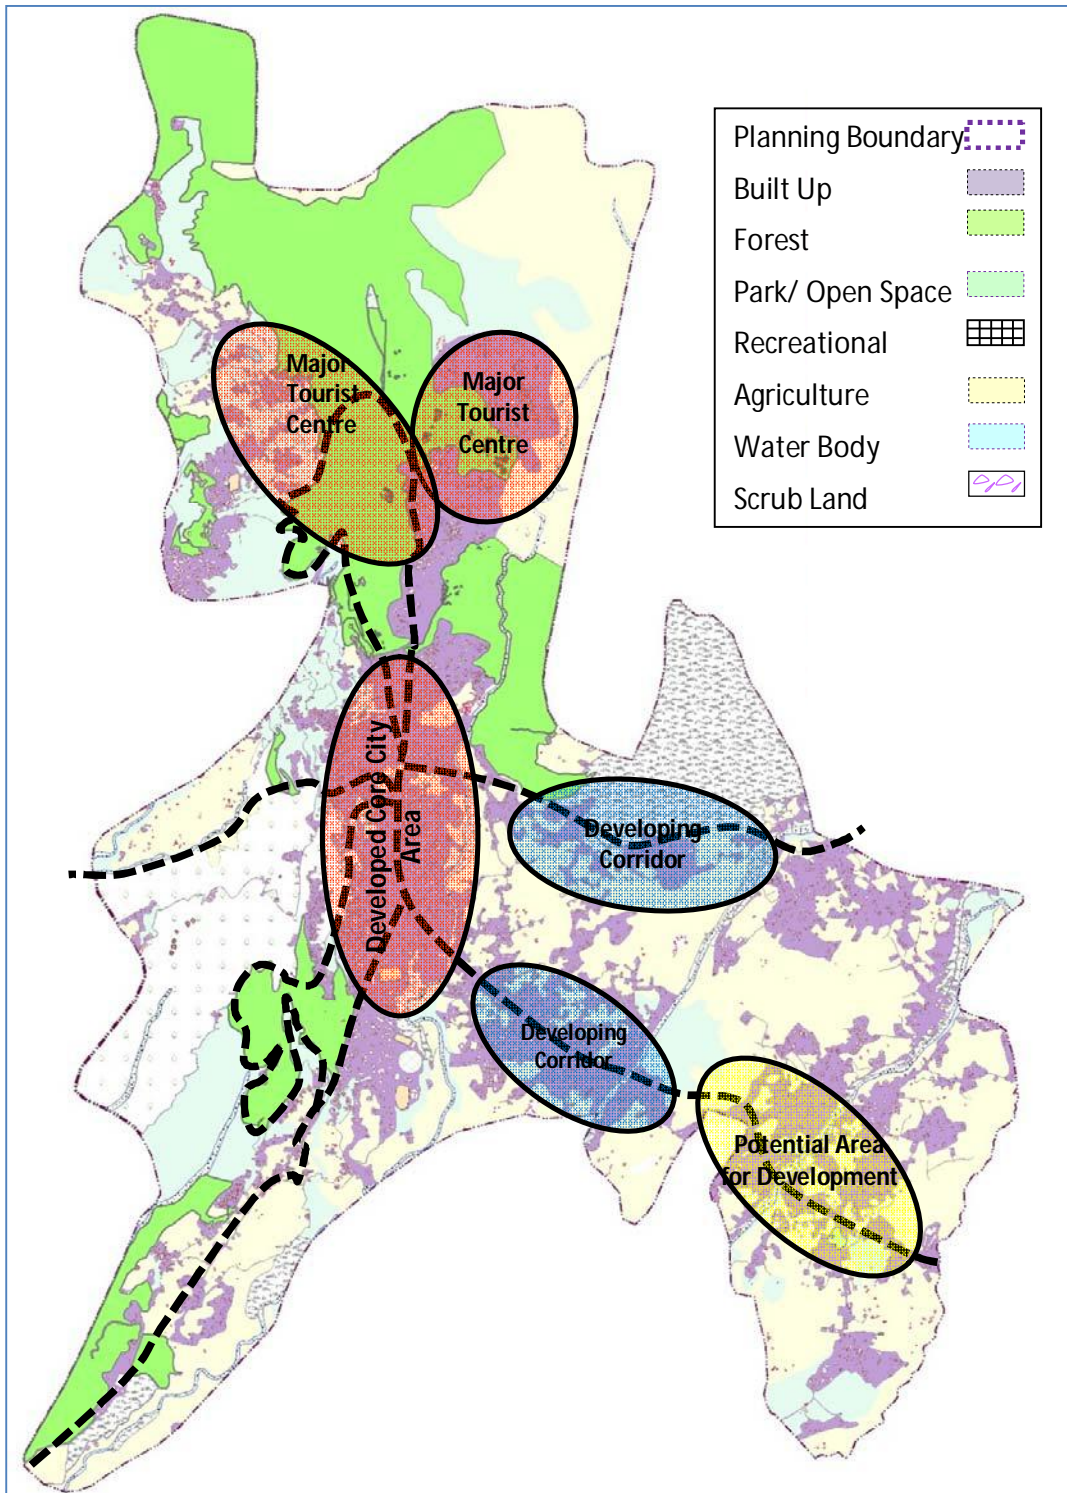 Planning Boundary
Built Up
Forest
Park/ Open Space
Recreational
Agriculture
Water Body
Scrub Land
Major
Tourist
Centre
Major
Tourist
Centre
Developed Core City
Area
Developing
Corridor
Developing
Corridor
Potential Area
for Development